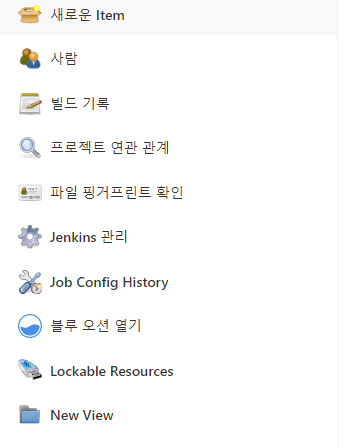 새로운 Item
사람
빌드 기록
프로젝트 연관 관계
파일 핑거프린트 확인
Jenkins 관리
Job Config History
블루 오션 열기
Lockable Resources
New View